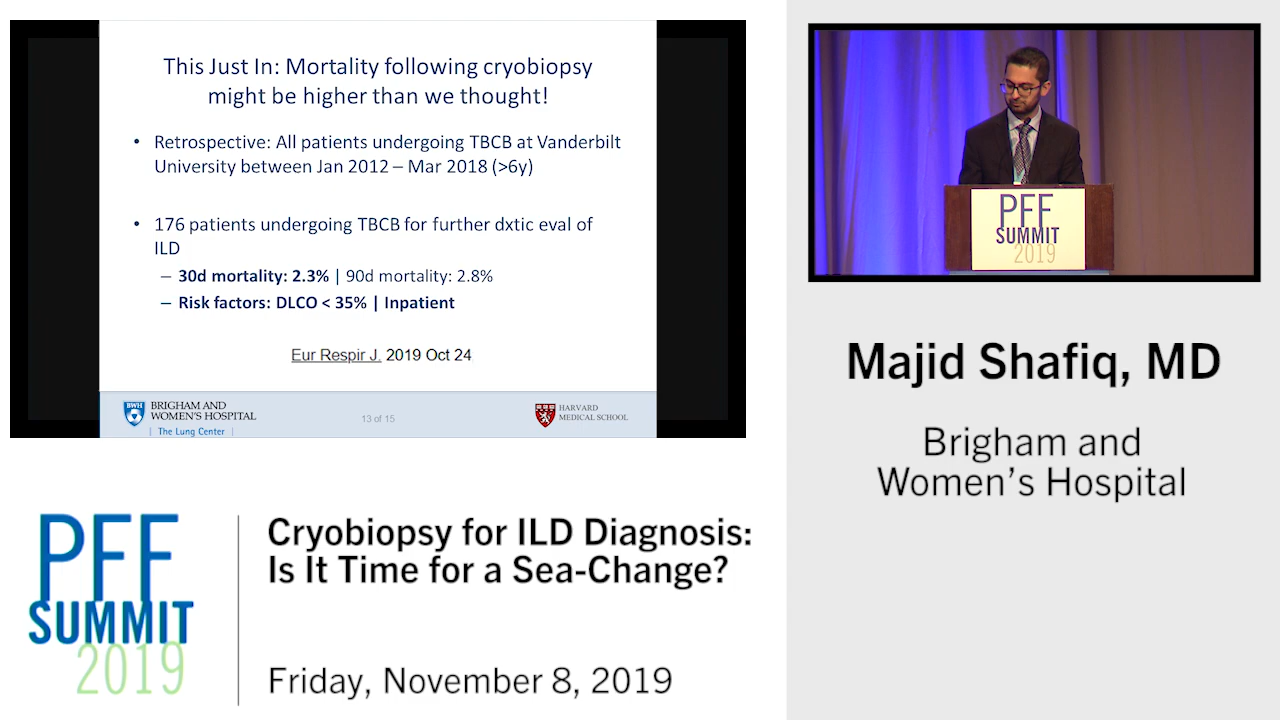 This Just In: Mortality following cryobiopsy
might be higher than we thought!
• Retrospective: All patients undergoing TBCB at Vanderbilt
University between Jan 2012 – Mar 2018 (>6y)
• 176 patients undergoing TBCB for further dxtic eval of
ILD
– 30d mortality: 2.3% | 90d mortality: 2.8%
– Risk factors: DLCO < 35% | Inpatient
Eur Respir J. 2019 Oct 24
BWH
BRIGHAM AND
WOMEN'S HOSPITAL
| The Lung Center |
13 of 15
HARVARD
MEDICAL SCHOOL
PFF
SUMMIT
2019
Majid Shafiq, MD
Brigham and
Women's Hospital
PFF
SUMMIT
2019
Cryobiopsy for ILD Diagnosis:
Is It Time for a Sea-Change?
Friday, November 8, 2019